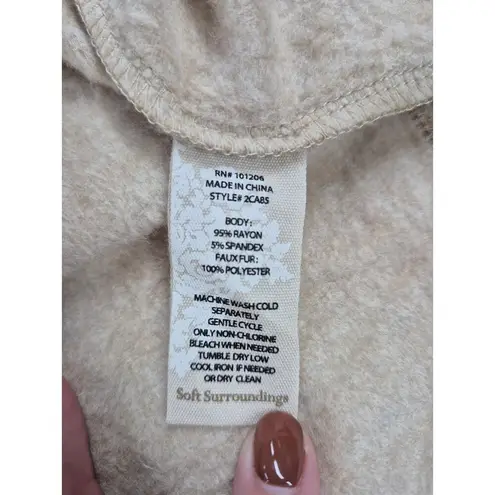 RN# 101206
MADE IN CHINA
STYLE# 2CA85
BODY:
95% RAYON
5% SPANDEX
FAUX FUR:
100% POLYESTER
MACHINE WASH COLD
SEPARATELY
GENTLE CYCLE
ONLY NON-CHLORINE
BLEACH WHEN NEEDED
TUMBLE DRY LOW
COOL IRON IF NEEDED
OR DRY CLEAN
Soft Surroundings